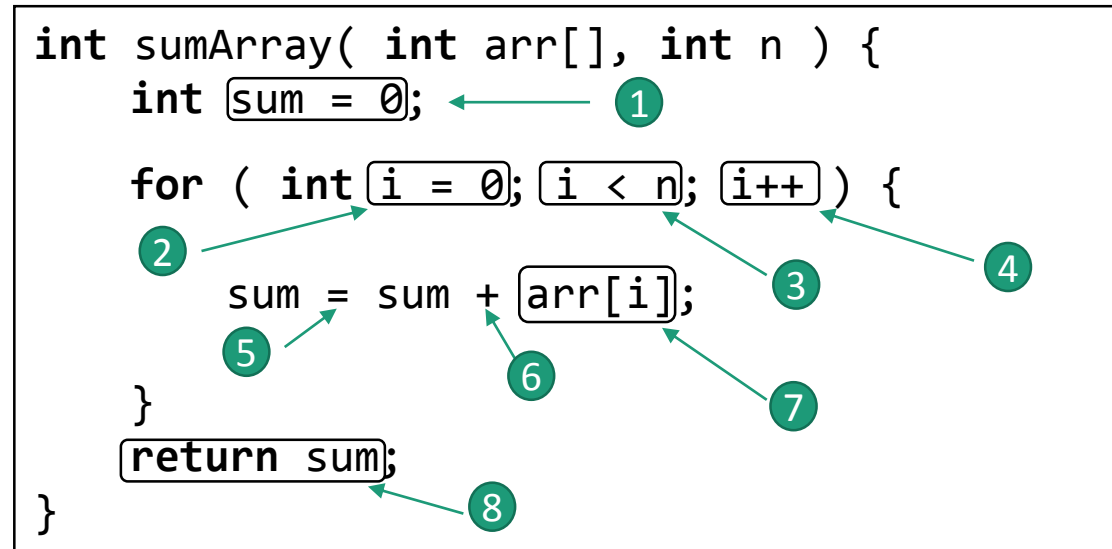 int sumArray( int arr[], int n ) {
int sum = 0; 1
for ( int i = 0; i < n; i++ ) {
2 3 4
sum = sum + arr[i];
5 6 7
}
return sum;
8
}